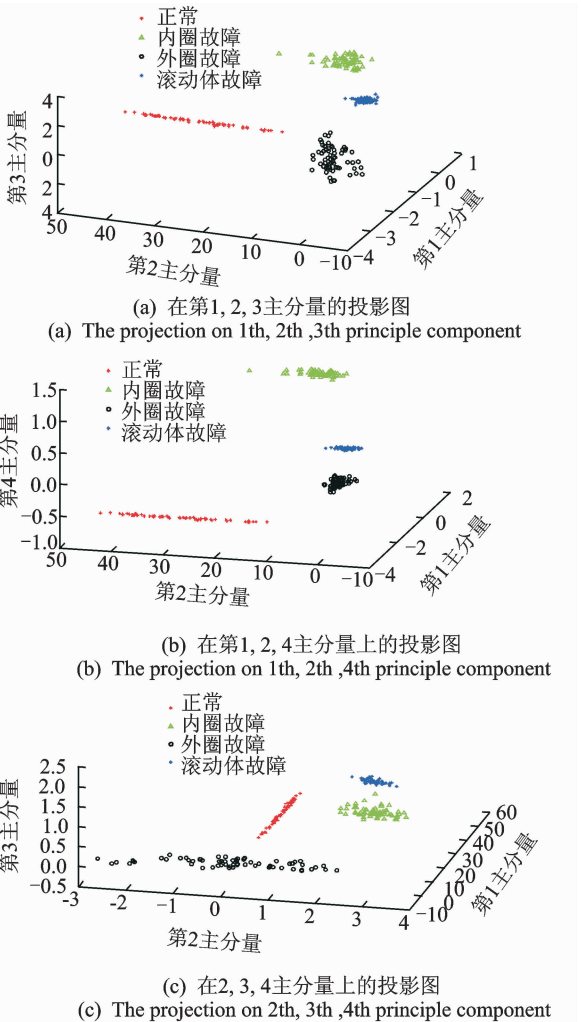 正常
内圈故障
外圈故障
滚动体故障
4
2
0
2
4
第3主分量
50
40
30
20
10
0
-10
第2主分量
-4
-3
-2
-1
0
1
第1主分量
(a) 在第1, 2, 3主分量的投影图
(a) The projection on 1th, 2th ,3th principle component
正常
内圈故障
外圈故障
滚动体故障
1.5
1.0
0.5
0.0
-0.5
-1.0
第4主分量
50
40
30
20
10
0
-10
第2主分量
-4
-2
0
2
第1主分量
(b) 在第1, 2, 4主分量上的投影图
(b) The projection on 1th, 2th ,4th principle component
正常
内圈故障
外圈故障
滚动体故障
2.5
2.0
1.5
1.0
0.5
0.0
-0.5
第3主分量
-3
-2
-1
0
1
2
3
4
第2主分量
-10
0
10
20
30
40
50
60
第1主分量
(c) 在2, 3, 4主分量上的投影图
(c) The projection on 2th, 3th ,4th principle component